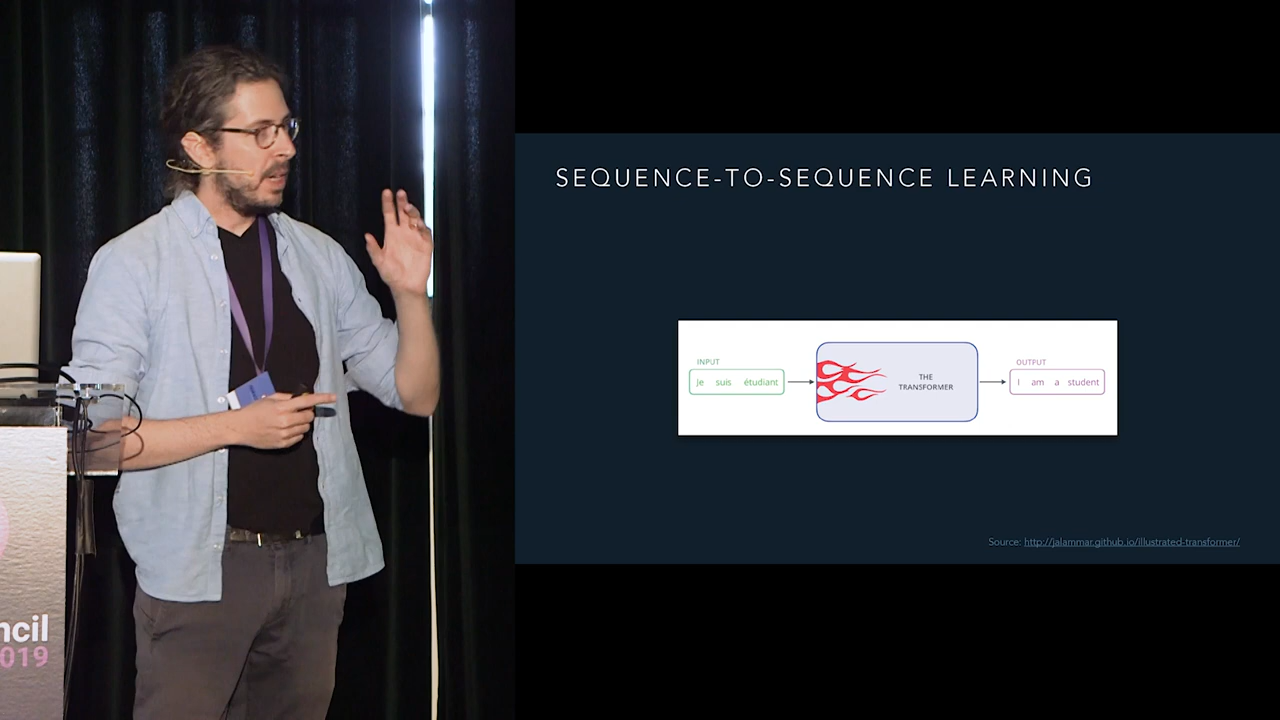 SEQUENCE-TO-SEQUENCE LEARNING
INPUT
Je suis étudiant
THE
TRANSFORMER
OUTPUT
I am a student
Source: http://jalammar.github.io/illustrated-transformer/
ncil
019